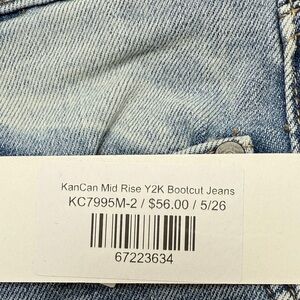 KanCan Mid Rise Y2K Bootcut Jeans
KC7995M-2 / $56.00 / 5/26
67223634